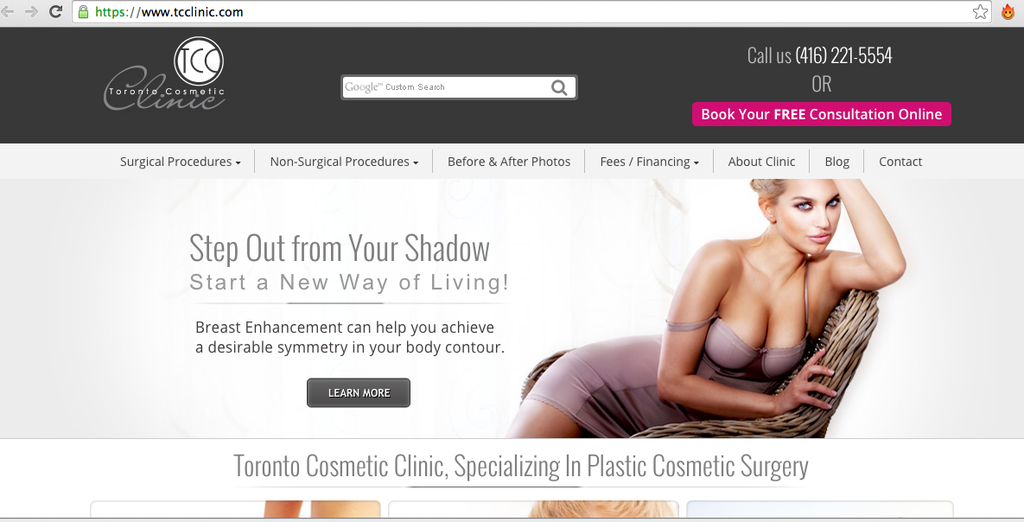 https://www.tcclinic.com
TCC
Toronto Cosmetic
Clinic
Google™ Custom Search
Call us (416) 221-5554
OR
Book Your FREE Consultation Online
Surgical Procedures
Non-Surgical Procedures
Before & After Photos
Fees / Financing
About Clinic
Blog
Contact
Step Out from Your Shadow
Start a New Way of Living!
Breast Enhancement can help you achieve
a desirable symmetry in your body contour.
LEARN MORE
Toronto Cosmetic Clinic, Specializing In Plastic Cosmetic Surgery